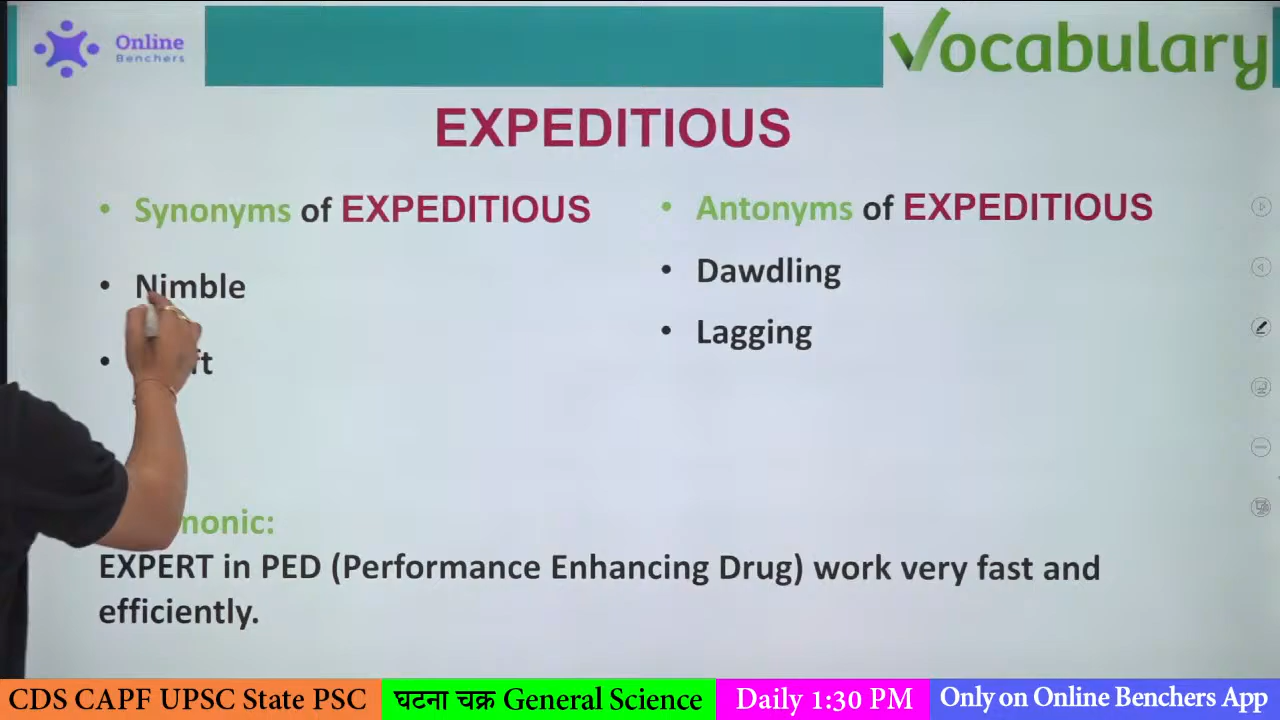 Online
Benchers
Vocabulary
EXPEDITIOUS
• Synonyms of EXPEDITIOUS
• Nimble
• Antonyms of EXPEDITIOUS
• Dawdling
• Lagging
EXPERT in PED (Performance Enhancing Drug) work very fast and
efficiently.
CDS CAPF UPSC State PSC
घटना चक्र General Science
Daily 1:30 PM
Only on Online Benchers App